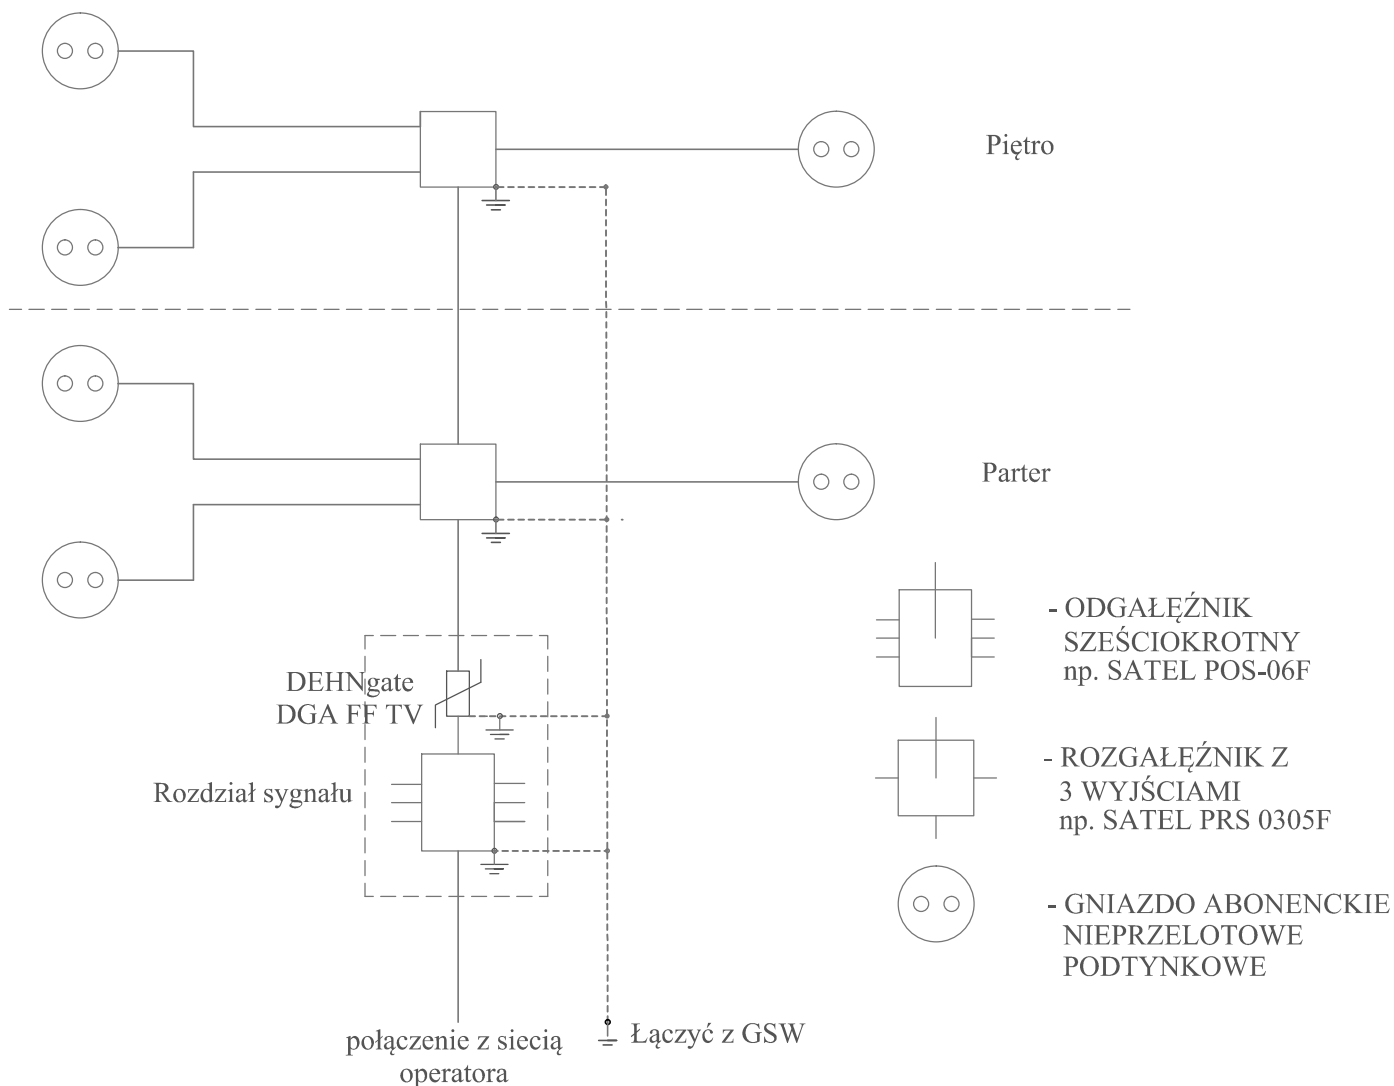 Piętro
Parter
DEHNgate
DGA FF TV
Rozdział sygnału
połączenie z siecią
operatora
Łączyć z GSW
- ODGAŁĘŹNIK
SZEŚCIOKROTNY
np. SATEL POS-06F
- ROZGAŁĘŹNIK Z
3 WYJŚCIAMI
np. SATEL PRS 0305F
- GNIAZDO ABONENCKIE
NIEPRZELOTOWE
PODTYNKOWE